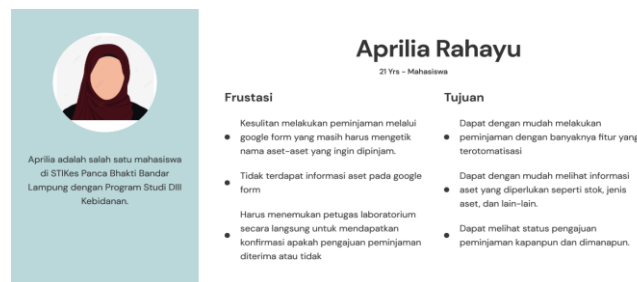 Aprilia adalah salah satu mahasiswa
di STIKes Panca Bhakti Bandar
Lampung dengan Program Studi DIII
Kebidanan.
Aprilia Rahayu
21 Yrs - Mahasiswa
Frustasi
Kesulitan melakukan peminjaman melalui
google form yang masih harus mengetik
nama aset-aset yang ingin dipinjam.
Tidak terdapat informasi aset pada google
form
Harus menemukan petugas laboratorium
secara langsung untuk mendapatkan
konfirmasi apakah pengajuan peminjaman
diterima atau tidak
Tujuan
Dapat dengan mudah melakukan
peminjaman dengan banyaknya fitur yang
terotomatisasi
Dapat dengan mudah melihat informasi
aset yang diperlukan seperti stok, jenis
aset, dan lain-lain.
Dapat melihat status pengajuan
peminjaman kapanpun dan dimanapun.